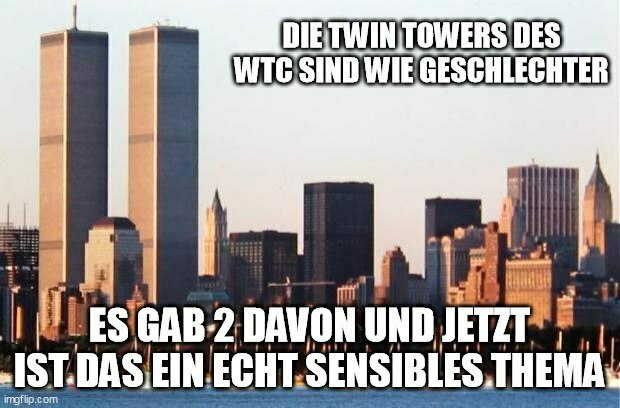 DIE TWIN TOWERS DES
WTC SIND WIE GESCHLECHTER
ES GAB 2 DAVON UND JETZT
IST DAS EIN ECHT SENSIBLES THEMA
imgflip.com